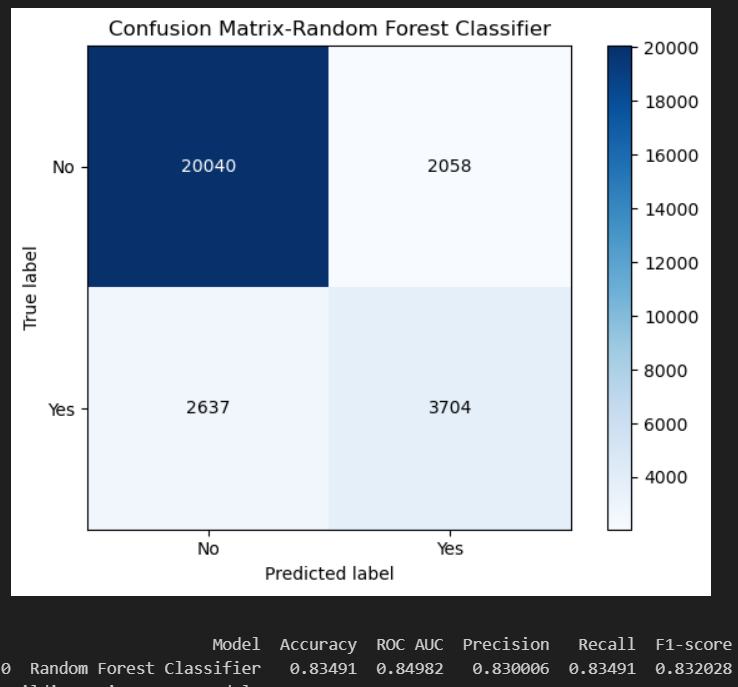 Confusion Matrix-Random Forest Classifier
20000
18000
No 20040 2058
16000
14000
12000
True label
10000
8000
Yes 2637 3704
6000
4000
No Yes
Predicted label
Model Accuracy ROC AUC Precision Recall F1-score
0 Random Forest Classifier 0.83491 0.84982 0.830006 0.83491 0.832028